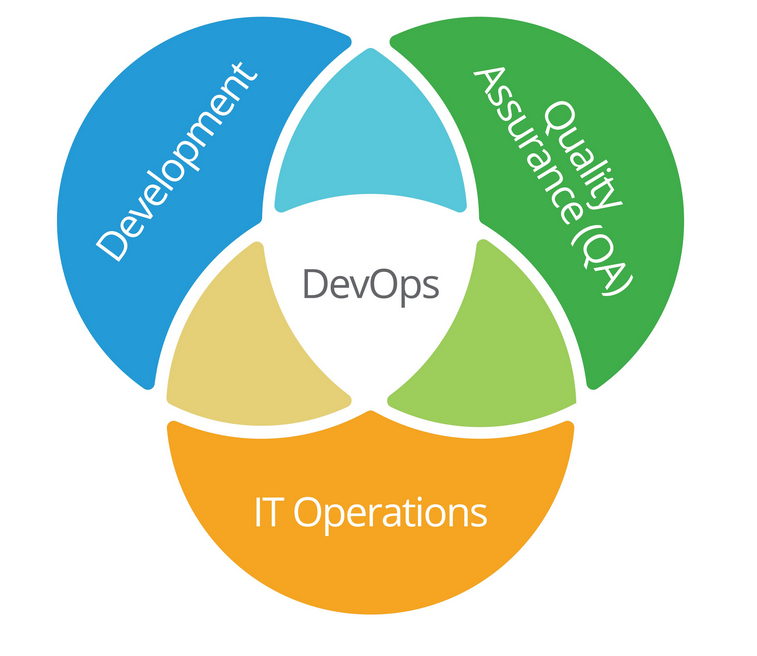 Development
Quality
Assurance (QA)
DevOps
IT Operations